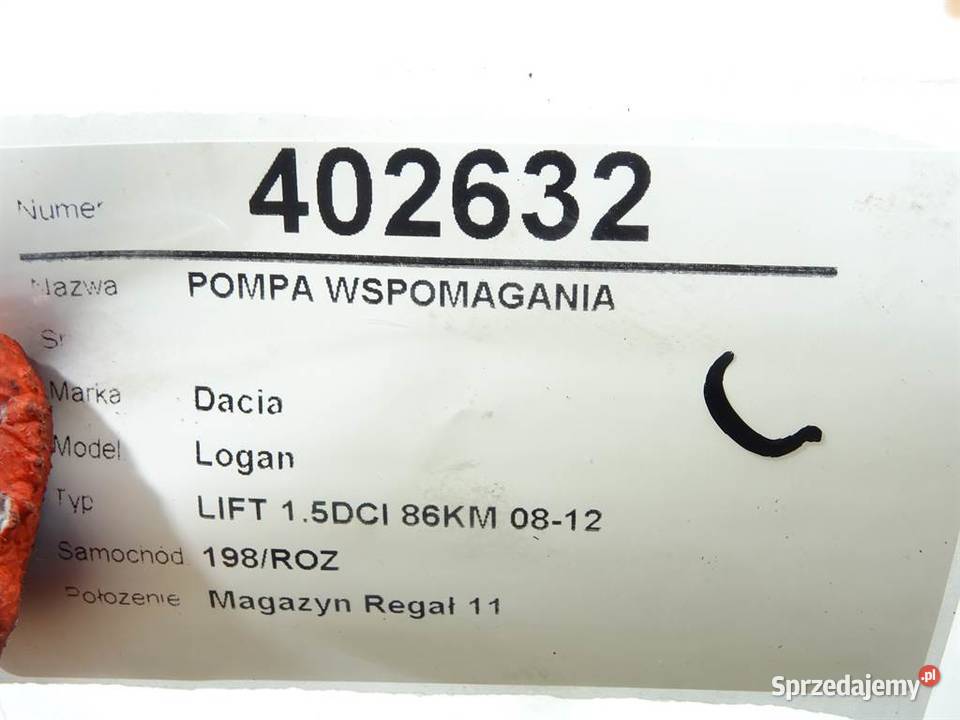 Numer 402632
Nazwa POMPA WSPOMAGANIA
Marka Dacia
Model Logan
Typ LIFT 1.5DCI 86KM 08-12
Samochód 198/ROZ
Położenie Magazyn Regał 11
Sprzedajemy.pl